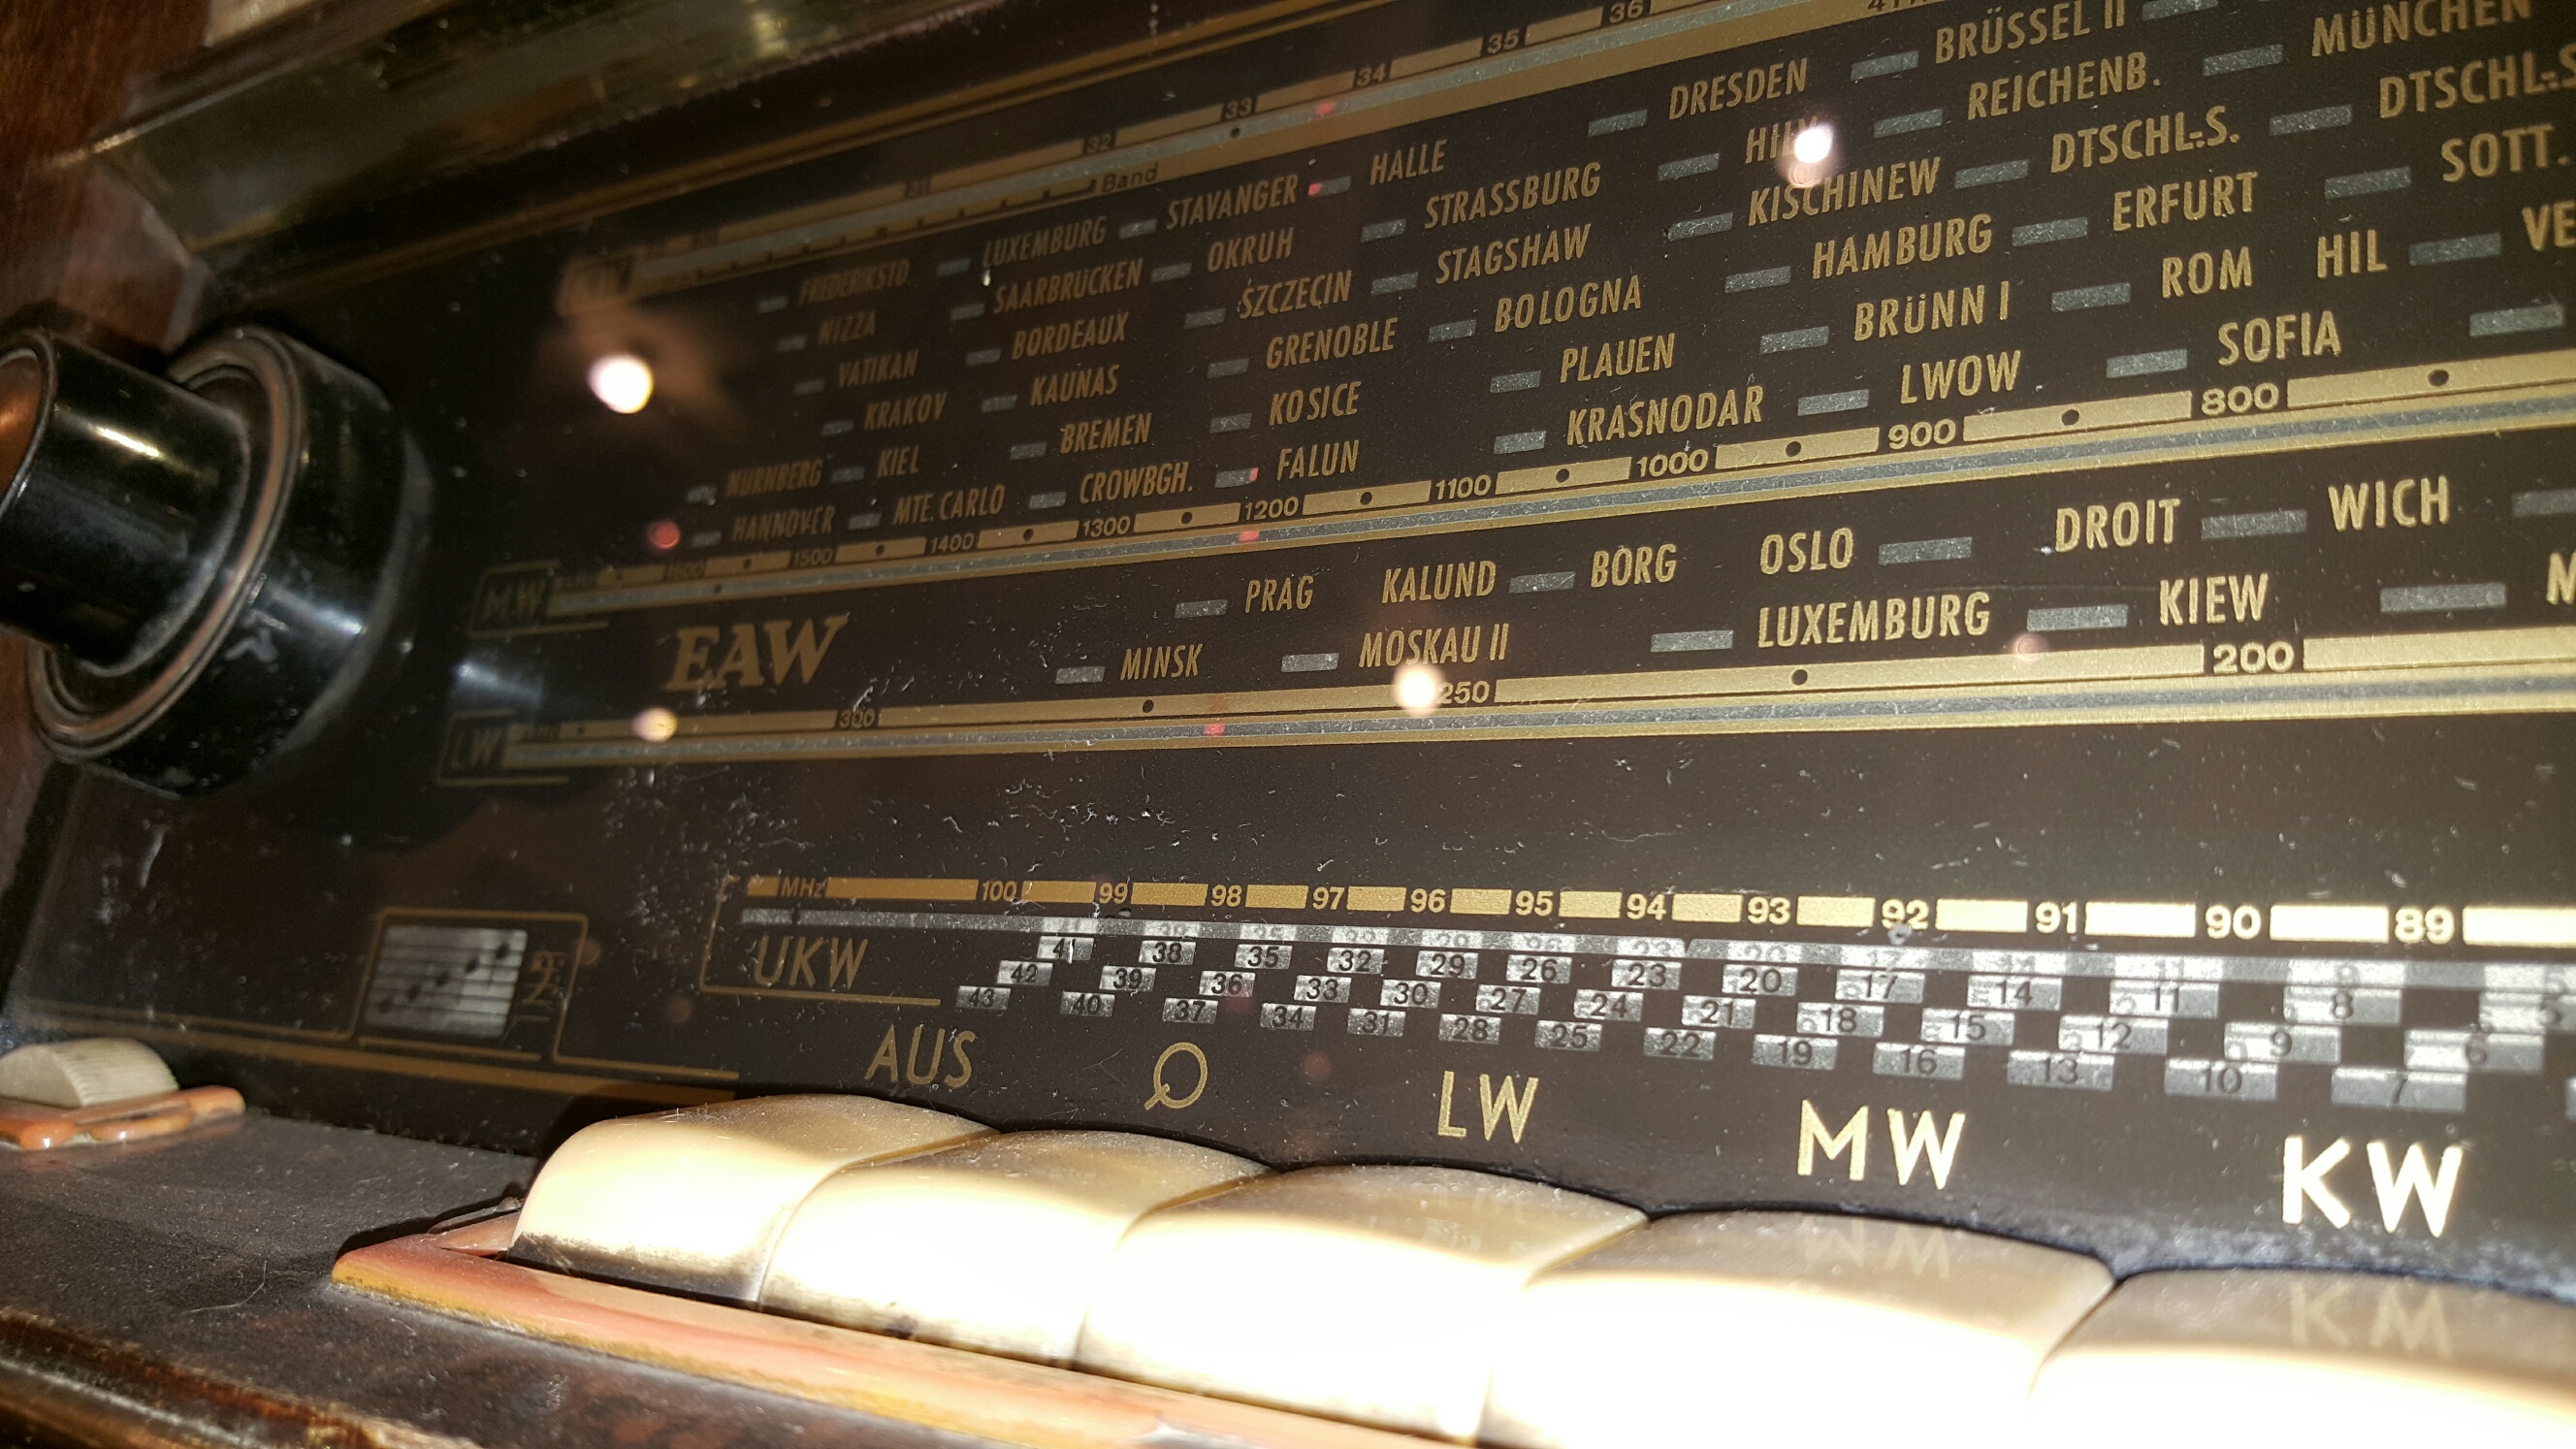 32 33 34 35 36
Band
DRESDEN BRÜSSEL II
LUXEMBURG STAVANGER HALLE REICHENB. MÜNCHEN
FREDERIKSTD. SAARBRÜCKEN OKRUH STRASSBURG KISCHINEW DTSCHL.-S. DTSCHL.-S
NIZZA BORDEAUX SZCZECIN STAGSHAW HAMBURG ERFURT SOTT.
VATIKAN KAUNAS GRENOBLE BOLOGNA BRÜNN I ROM HIL
KRAKOV BREMEN KOSICE PLAUEN LWOW SOFIA
NÜRNBERG KIEL CROWBGH. FALUN KRASNODAR
HANNOVER MTE. CARLO
MW 1600 1500 1400 1300 1200 1100 1000 900 800
EAW
PRAG KALUND BORG OSLO DROIT WICH
MINSK MOSKAU II LUXEMBURG KIEW
LW 300 250 200
MHz 100 99 98 97 96 95 94 93 92 91 90 89
UKW
41 38 35 32 29 26 23 20 17 14 11 8 5
42 39 36 33 30 27 24 21 18 15 12 9 6
43 40 37 34 31 28 25 22 19 16 13 10 7
AUS LW MW KW